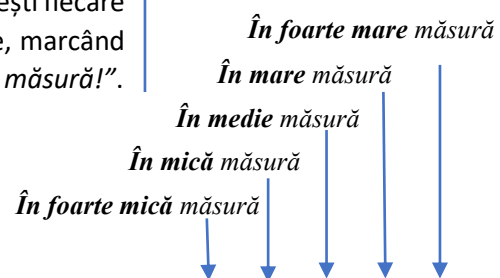 ești fiecare
e, marcând
măsură!”.
În foarte mare măsură
În mare măsură
În medie măsură
În mică măsură
În foarte mică măsură